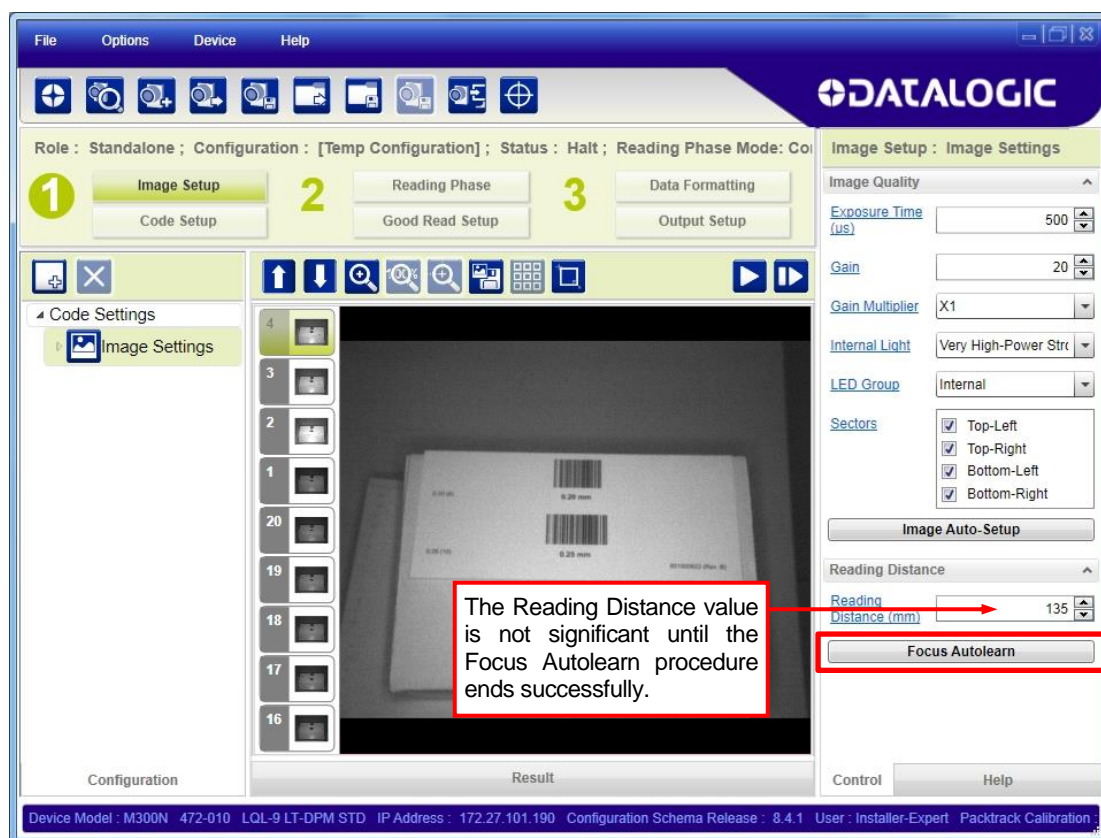 File Options Device Help
DATALOGIC
Role : Standalone ; Configuration : [Temp Configuration] ; Status : Halt ; Reading Phase Mode: Co
Image Setup : Image Settings
1 Image Setup 2 Reading Phase 3 Data Formatting
Code Setup Good Read Setup Output Setup
Image Quality
Exposure Time
(µs) 500
Gain 20
Gain Multiplier X1
Internal Light Very High-Power Str
LED Group Internal
Sectors Top-Left
Top-Right
Bottom-Left
Bottom-Right
Image Auto-Setup
Reading Distance
Reading
Distance (mm) 135
Focus Autolearn
100%
Code Settings
Image Settings
4
3
2
1
20
19
18
17
16
0.20 mm
0.25 mm
The Reading Distance value
is not significant until the
Focus Autolearn procedure
ends successfully.
Configuration Result Control Help
Device Model : M300N 472-010 LQL-9 LT-DPM STD IP Address : 172.27.101.190 Configuration Schema Release : 8.4.1 User : Installer-Expert Packtrack Calibration :